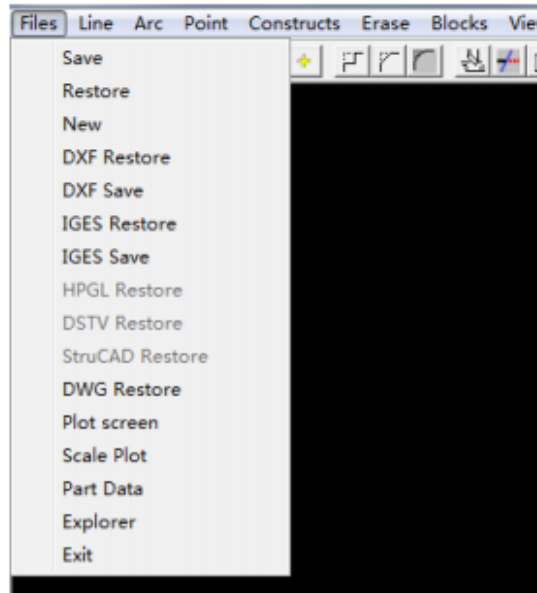 Files Line Arc Point Constructs Erase Blocks
Save
Restore
New
DXF Restore
DXF Save
IGES Restore
IGES Save
HPGL Restore
DSTV Restore
StruCAD Restore
DWG Restore
Plot screen
Scale Plot
Part Data
Explorer
Exit